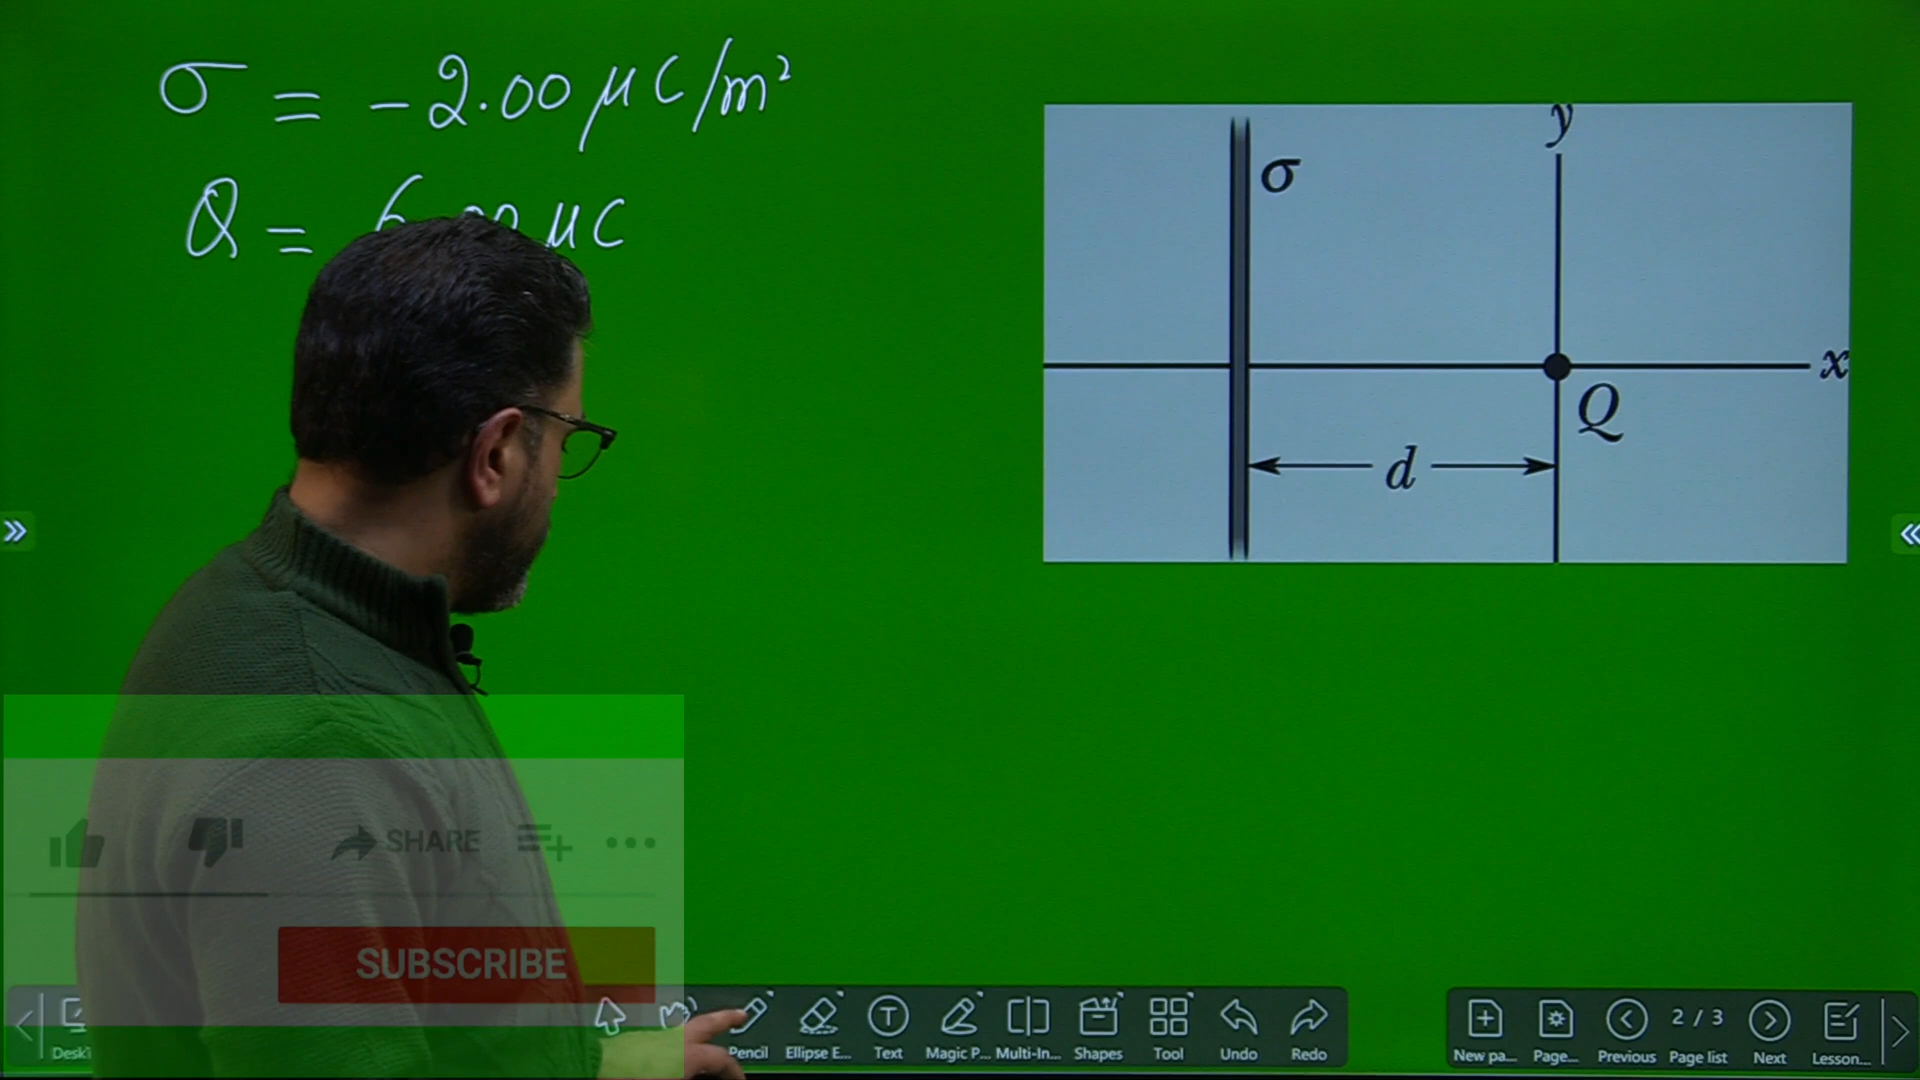 σ = - 2.00 μC/m²
Q = μC
y
σ
x
Q
d
SHARE
SUBSCRIBE
Pencil Ellipse E... Text Magic P... Multi-In... Shapes Tool Undo Redo
2 / 3
New pa... Page... Previous Page list Next Lesson...